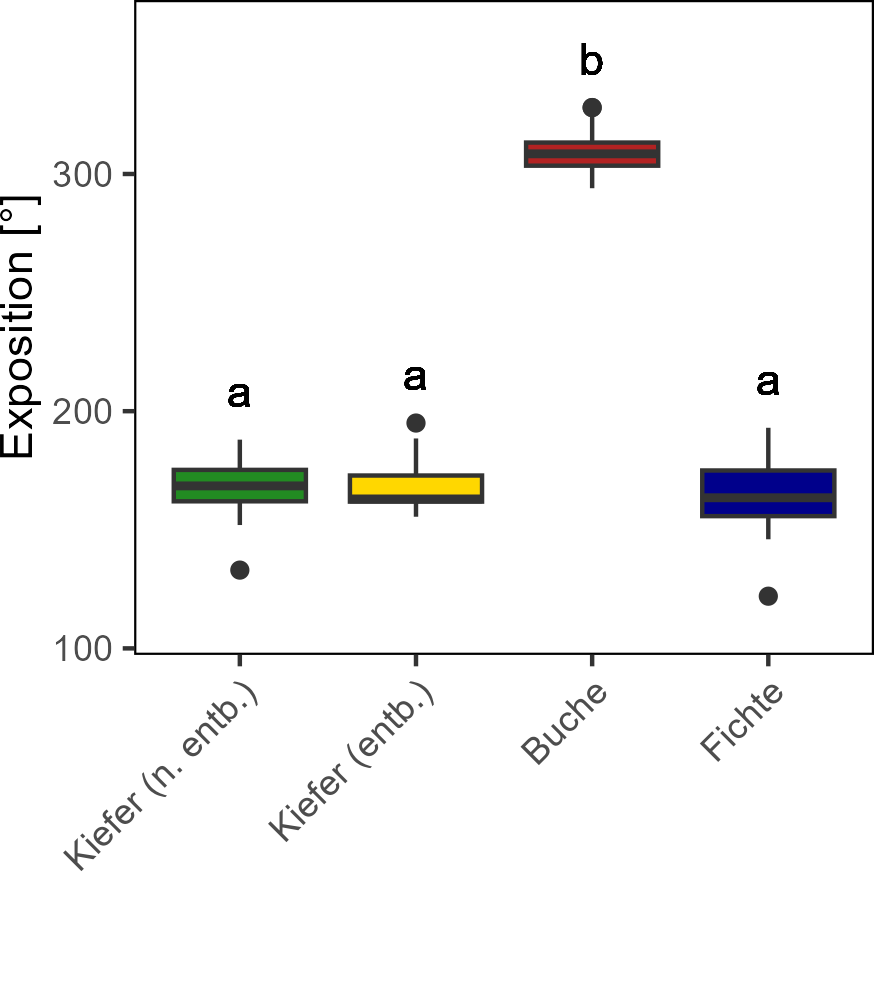 b
300
Exposition [°]
a
a
a
200
100
Kiefer (n. entb.)
Kiefer (entb.)
Buche
Fichte